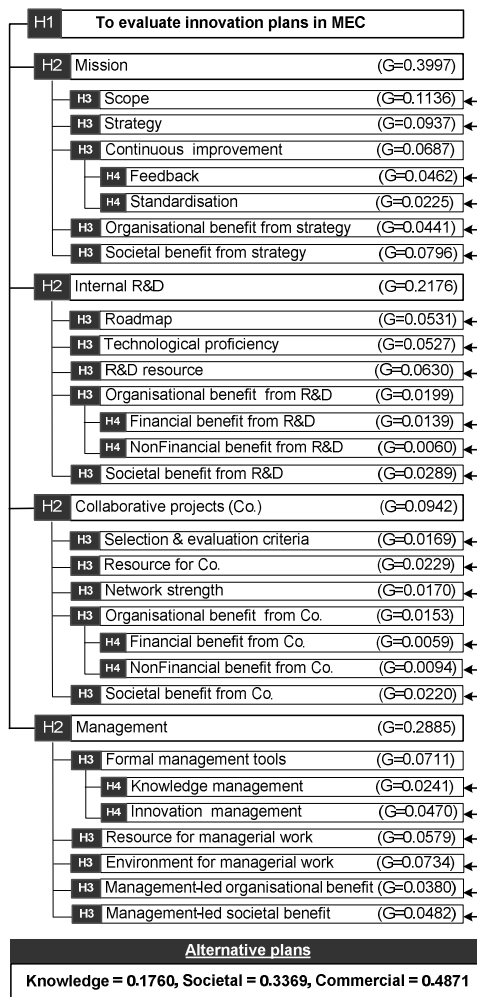 H1 To evaluate innovation plans in MEC
H2 Mission (G=0.3997)
H3 Scope (G=0.1136)
H3 Strategy (G=0.0937)
H3 Continuous improvement (G=0.0687)
H4 Feedback (G=0.0462)
H4 Standardisation (G=0.0225)
H3 Organisational benefit from strategy (G=0.0441)
H3 Societal benefit from strategy (G=0.0796)
H2 Internal R&D (G=0.2176)
H3 Roadmap (G=0.0531)
H3 Technological proficiency (G=0.0527)
H3 R&D resource (G=0.0630)
H3 Organisational benefit from R&D (G=0.0199)
H4 Financial benefit from R&D (G=0.0139)
H4 NonFinancial benefit from R&D (G=0.0060)
H3 Societal benefit from R&D (G=0.0289)
H2 Collaborative projects (Co.) (G=0.0942)
H3 Selection & evaluation criteria (G=0.0169)
H3 Resource for Co. (G=0.0229)
H3 Network strength (G=0.0170)
H3 Organisational benefit from Co. (G=0.0153)
H4 Financial benefit from Co. (G=0.0059)
H4 NonFinancial benefit from Co. (G=0.0094)
H3 Societal benefit from Co. (G=0.0220)
H2 Management (G=0.2885)
H3 Formal management tools (G=0.0711)
H4 Knowledge management (G=0.0241)
H4 Innovation management (G=0.0470)
H3 Resource for managerial work (G=0.0579)
H3 Environment for managerial work (G=0.0734)
H3 Management-led organisational benefit (G=0.0380)
H3 Management-led societal benefit (G=0.0482)
Alternative plans
Knowledge = 0.1760, Societal = 0.3369, Commercial = 0.4871